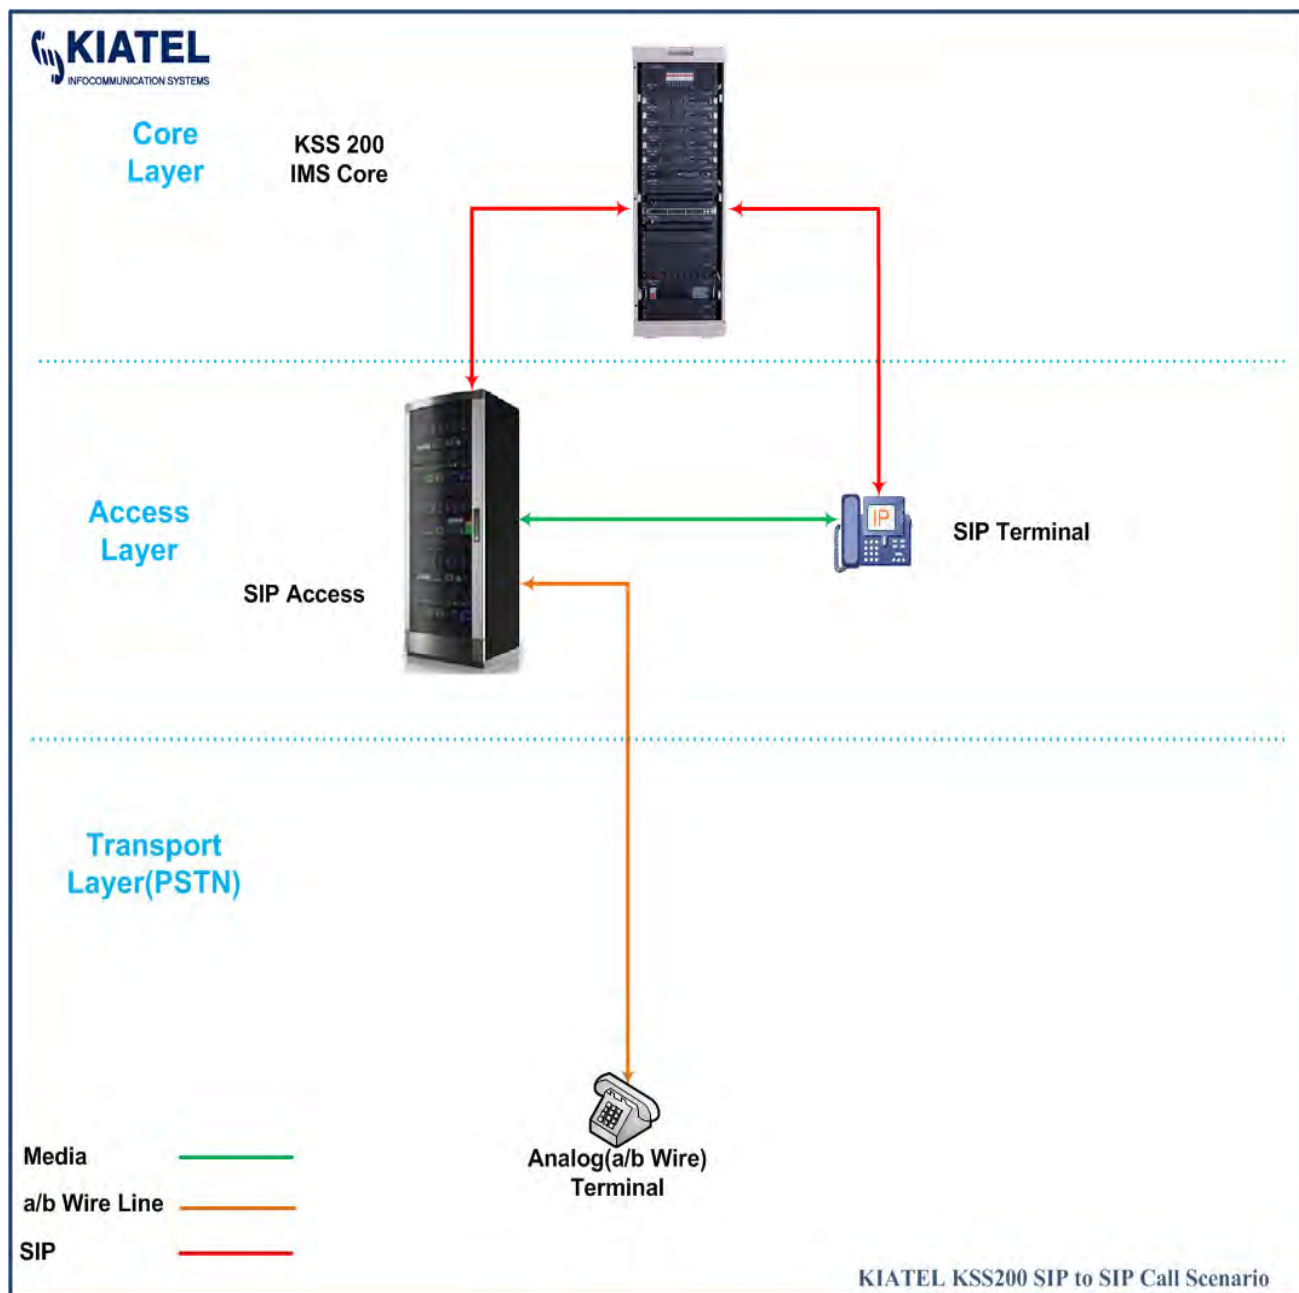 KIATEL
INFOCOMMUNICATION SYSTEMS
Core
Layer
KSS 200
IMS Core
Access
Layer
IP
SIP Terminal
SIP Access
Transport
Layer(PSTN)
Analog(a/b Wire)
Terminal
Media
a/b Wire Line
SIP
KIATEL KSS200 SIP to SIP Call Scenario